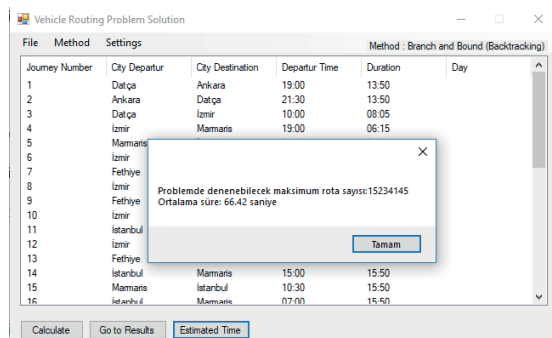 Vehicle Routing Problem Solution
File Method Settings
Method : Branch and Bound (Backtracking)
Journey Number City Departur City Destination Departur Time Duration Day
1 Datça Ankara 19:00 13:50
2 Ankara Datça 21:30 13:50
3 Datça İzmir 10:00 08:05
4 İzmir Marmaris 19:00 06:15
5 Marmaris
6 İzmir
7 Fethiye
8 İzmir
9 Fethiye
10 İzmir
11 İstanbul
12 İzmir
13 Fethiye
14 İstanbul Marmaris 15:00 15:50
15 Marmaris İstanbul 10:30 15:50
16 İstanbul Marmaris 07:00 15:50
Problemde denenebilecek maksimum rota sayısı:15234145
Ortalama süre: 66.42 saniye
Tamam
Calculate Go to Results Estimated Time